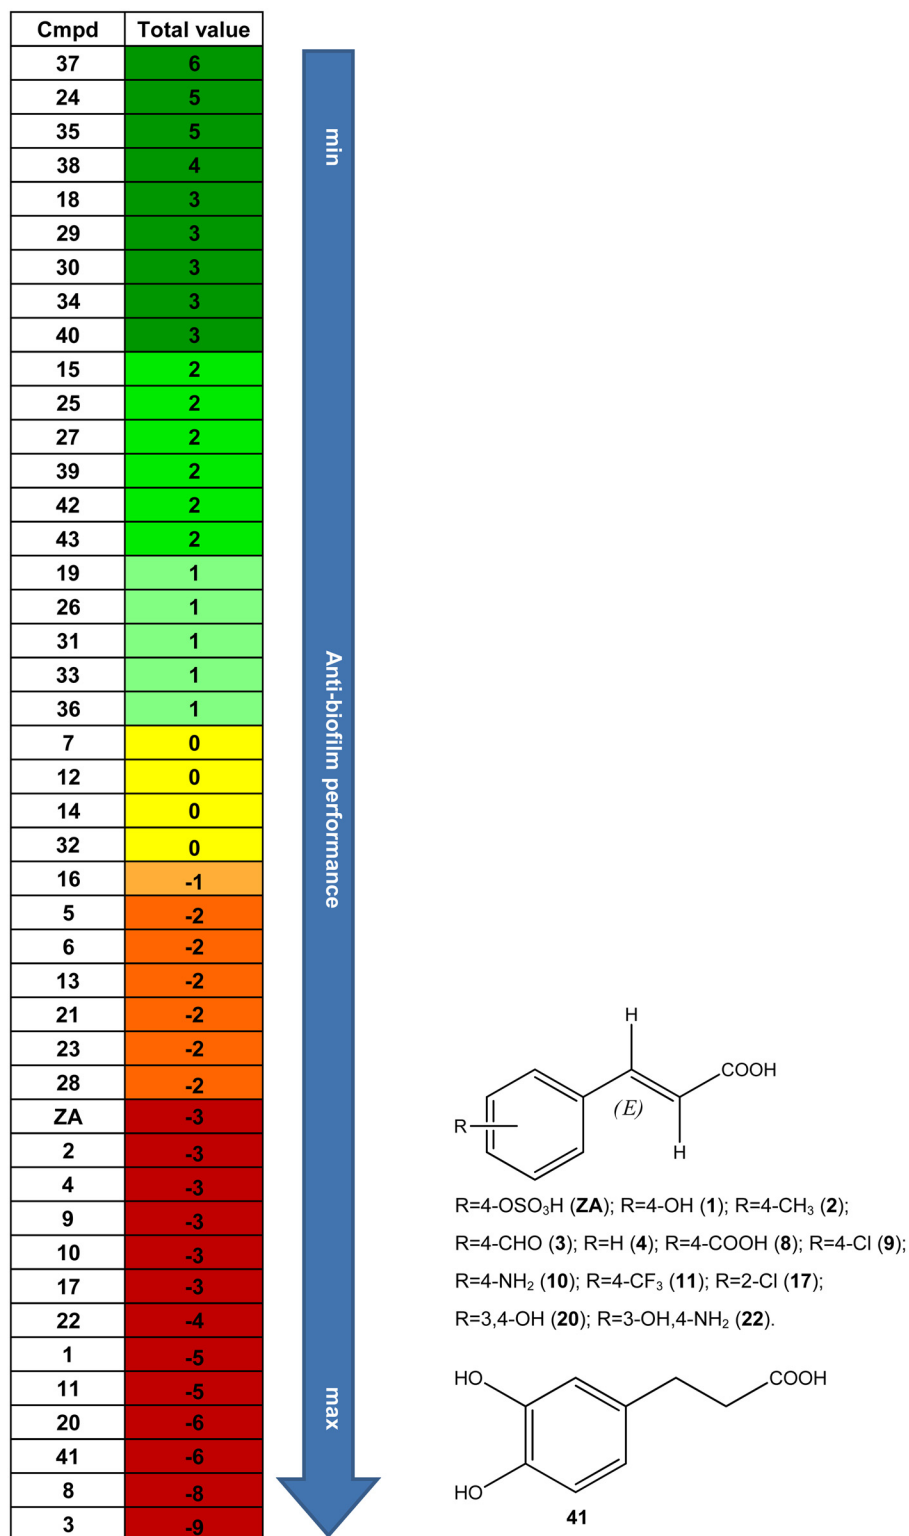 Cmpd Total value
37 6
24 5
35 5
38 4
18 3
29 3
30 3
34 3
40 3
15 2
25 2
27 2
39 2
42 2
43 2
19 1
26 1
31 1
33 1
36 1
7 0
12 0
14 0
32 0
16 -1
5 -2
6 -2
13 -2
21 -2
23 -2
28 -2
ZA -3
2 -3
4 -3
9 -3
10 -3
17 -3
22 -4
1 -5
11 -5
20 -6
41 -6
8 -8
3 -9
min
Anti-biofilm performance
max
H
COOH
(E)
R
H
R=4-OSO₃H (ZA); R=4-OH (1); R=4-CH₃ (2);
R=4-CHO (3); R=H (4); R=4-COOH (8); R=4-Cl (9);
R=4-NH₂ (10); R=4-CF₃ (11); R=2-Cl (17);
R=3,4-OH (20); R=3-OH,4-NH₂ (22).
HO
COOH
HO
41